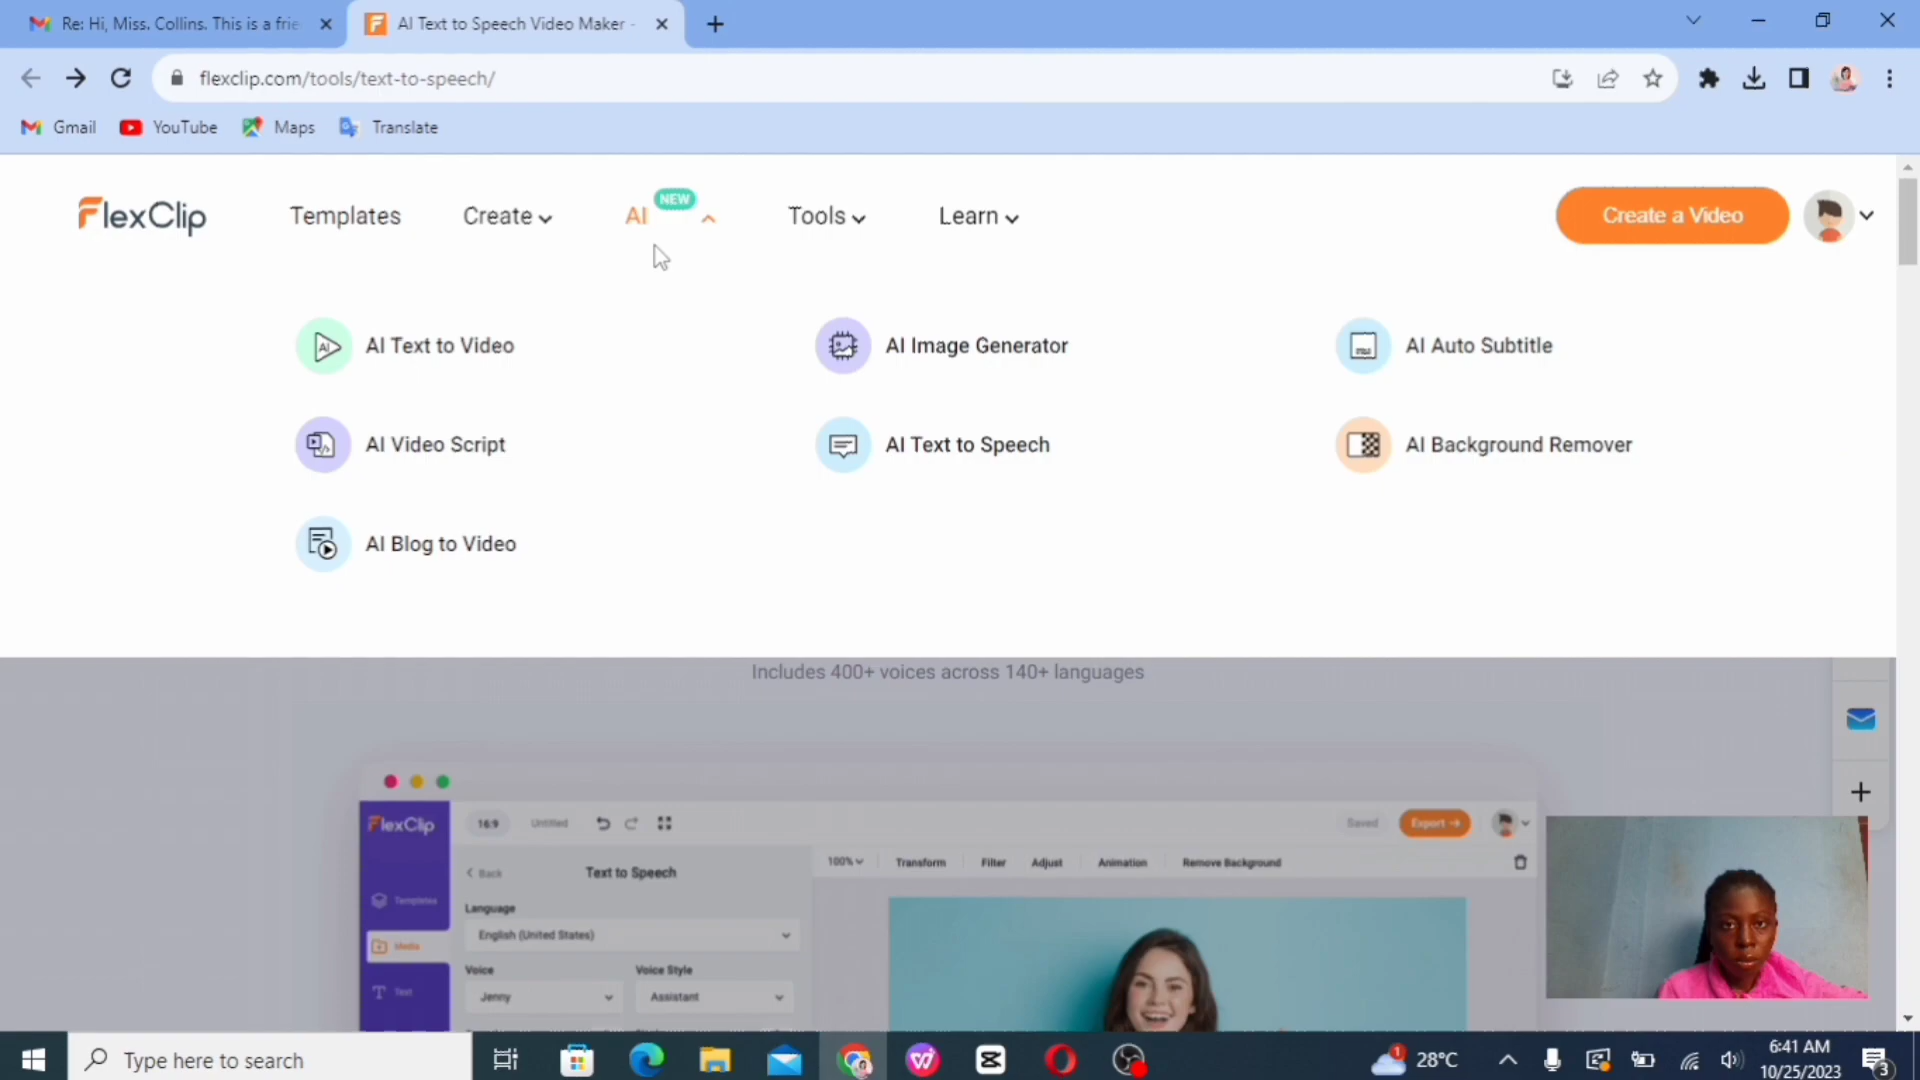 Re: Hi, Miss. Collins. This is a frie
AI Text to Speech Video Maker -
flexclip.com/tools/text-to-speech/
Gmail
YouTube
Maps
Translate
FlexClip
Templates
Create
AI
NEW
Tools
Learn
Create a Video
AI Text to Video
AI Image Generator
AI Auto Subtitle
AI Video Script
AI Text to Speech
AI Background Remover
AI Blog to Video
Includes 400+ voices across 140+ languages
FlexClip
16:9
Untitled
Saved
Export →
100%
Transform
Filter
Adjust
Animation
Remove Background
< Back
Text to Speech
Templates
Language
English (United States)
Media
Voice
Voice Style
Text
Jenny
Assistant
Type here to search
1
28°C
6:41 AM
10/25/2023
3